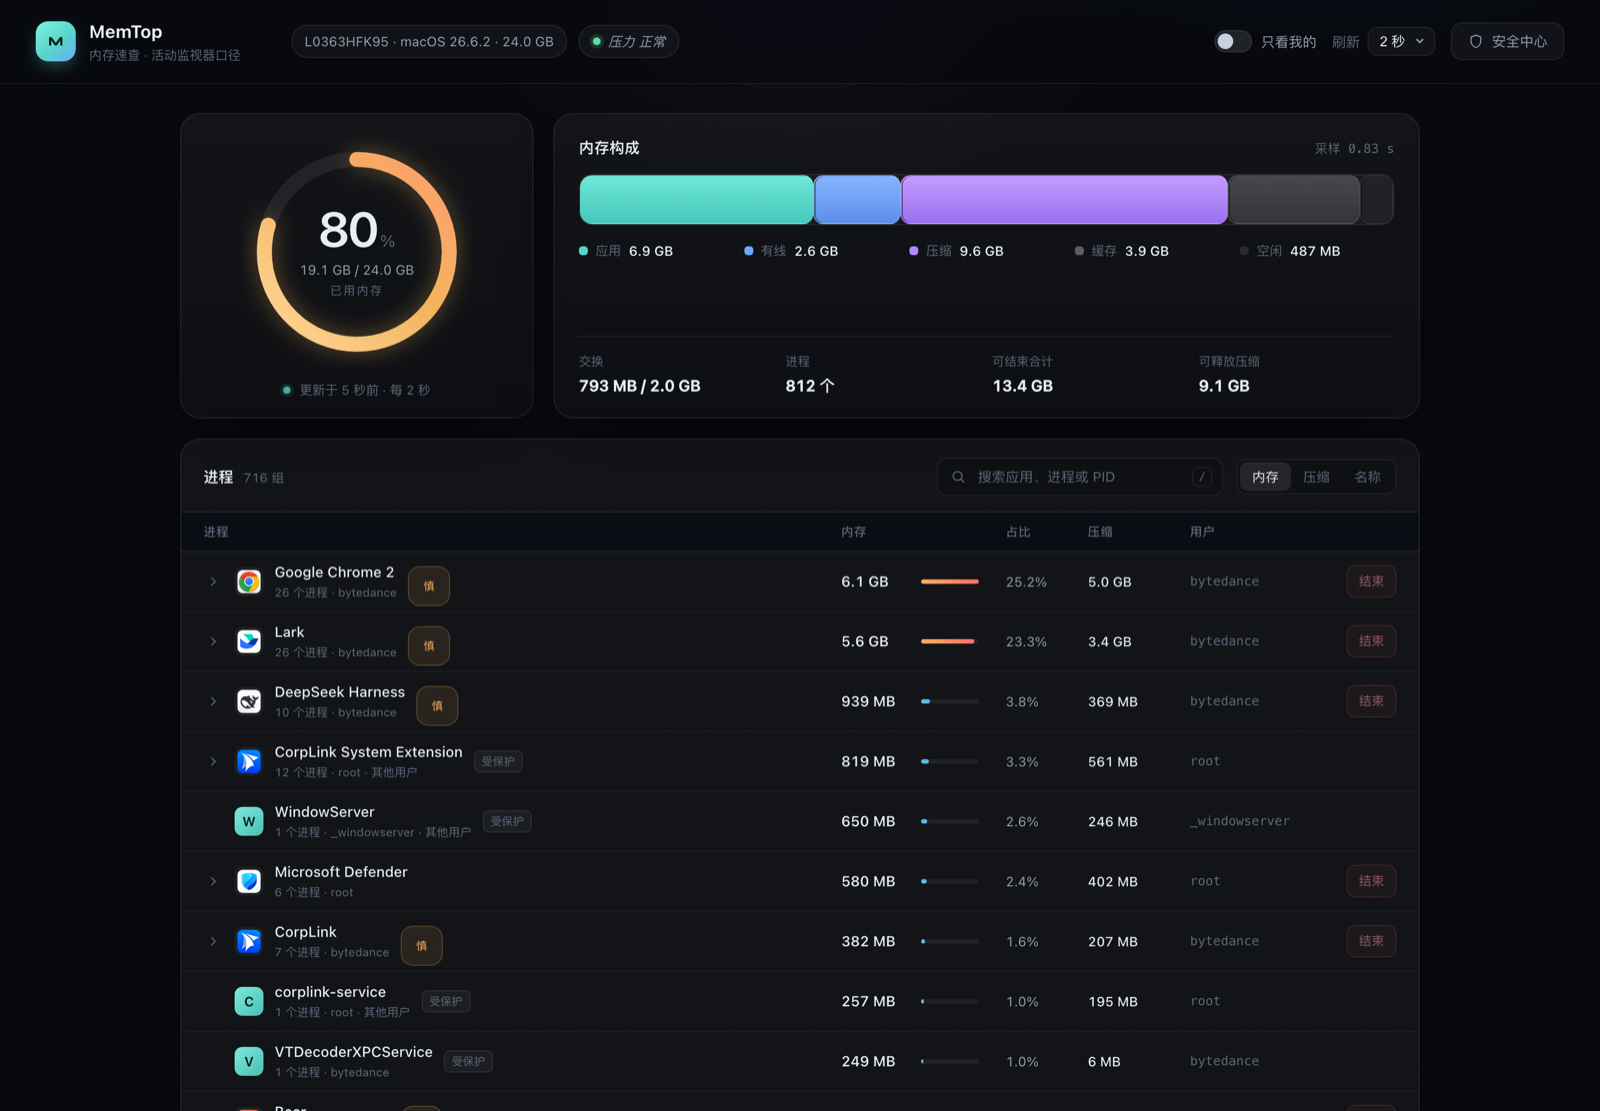 M
MemTop
内存速查 · 活动监视器口径
L0363HFK95 · macOS 26.6.2 · 24.0 GB
压力 正常
只看我的
刷新
2 秒
安全中心
80%
19.1 GB / 24.0 GB
已用内存
更新于 5 秒前 · 每 2 秒
内存构成
采样 0.83 s
应用 6.9 GB
有线 2.6 GB
压缩 9.6 GB
缓存 3.9 GB
空闲 487 MB
交换
793 MB / 2.0 GB
进程
812 个
可结束合计
13.4 GB
可释放压缩
9.1 GB
进程 716 组
搜索应用、进程或 PID /
内存 压缩 名称
进程 内存 占比 压缩 用户
Google Chrome 2
26 个进程 · bytedance
慎
6.1 GB 25.2% 5.0 GB bytedance 结束
Lark
26 个进程 · bytedance
慎
5.6 GB 23.3% 3.4 GB bytedance 结束
DeepSeek Harness
10 个进程 · bytedance
慎
939 MB 3.8% 369 MB bytedance 结束
CorpLink System Extension
12 个进程 · root · 其他用户
受保护
819 MB 3.3% 561 MB root
W
WindowServer
1 个进程 · _windowserver · 其他用户
受保护
650 MB 2.6% 246 MB _windowserver
Microsoft Defender
6 个进程 · root
580 MB 2.4% 402 MB root 结束
CorpLink
7 个进程 · bytedance
慎
382 MB 1.6% 207 MB bytedance 结束
C
corplink-service
1 个进程 · root · 其他用户
受保护
257 MB 1.0% 195 MB root
V
VTDecoderXPCService
1 个进程 · bytedance
受保护
249 MB 1.0% 6 MB bytedance